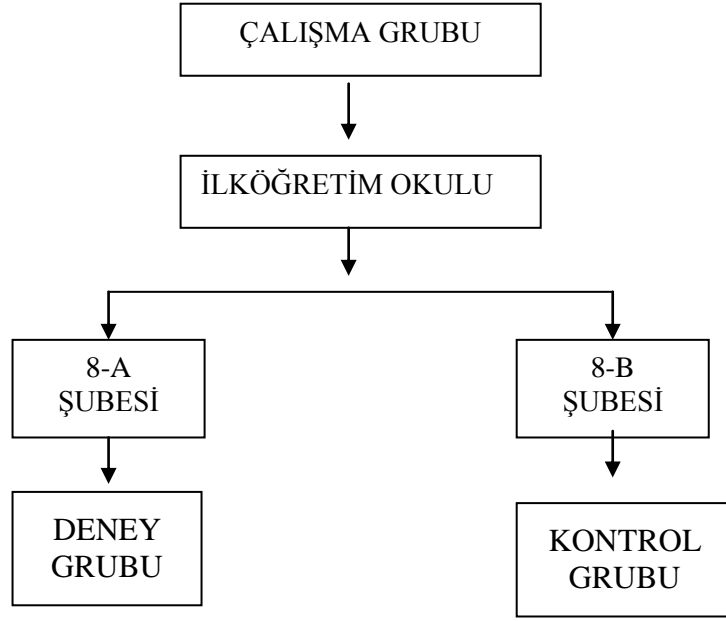 ÇALIŞMA GRUBU
İLKÖĞRETİM OKULU
8-A
ŞUBESİ
8-B
ŞUBESİ
DENEY
GRUBU
KONTROL
GRUBU